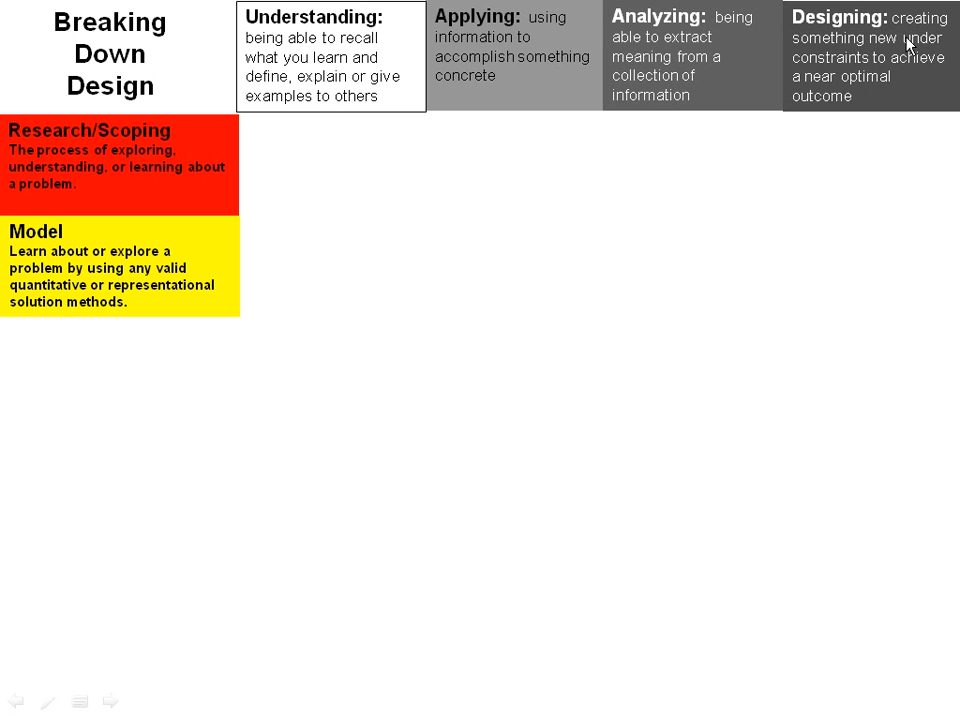 Breaking
Down
Design
Understanding:
being able to recall
what you learn and
define, explain or give
examples to others
Applying: using
information to
accomplish something
concrete
Analyzing: being
able to extract
meaning from a
collection of
information
Designing: creating
something new under
constraints to achieve
a near optimal
outcome
Research/Scoping
The process of exploring,
understanding, or learning about
a problem.
Model
Learn about or explore a
problem by using any valid
quantitative or representational
solution methods.